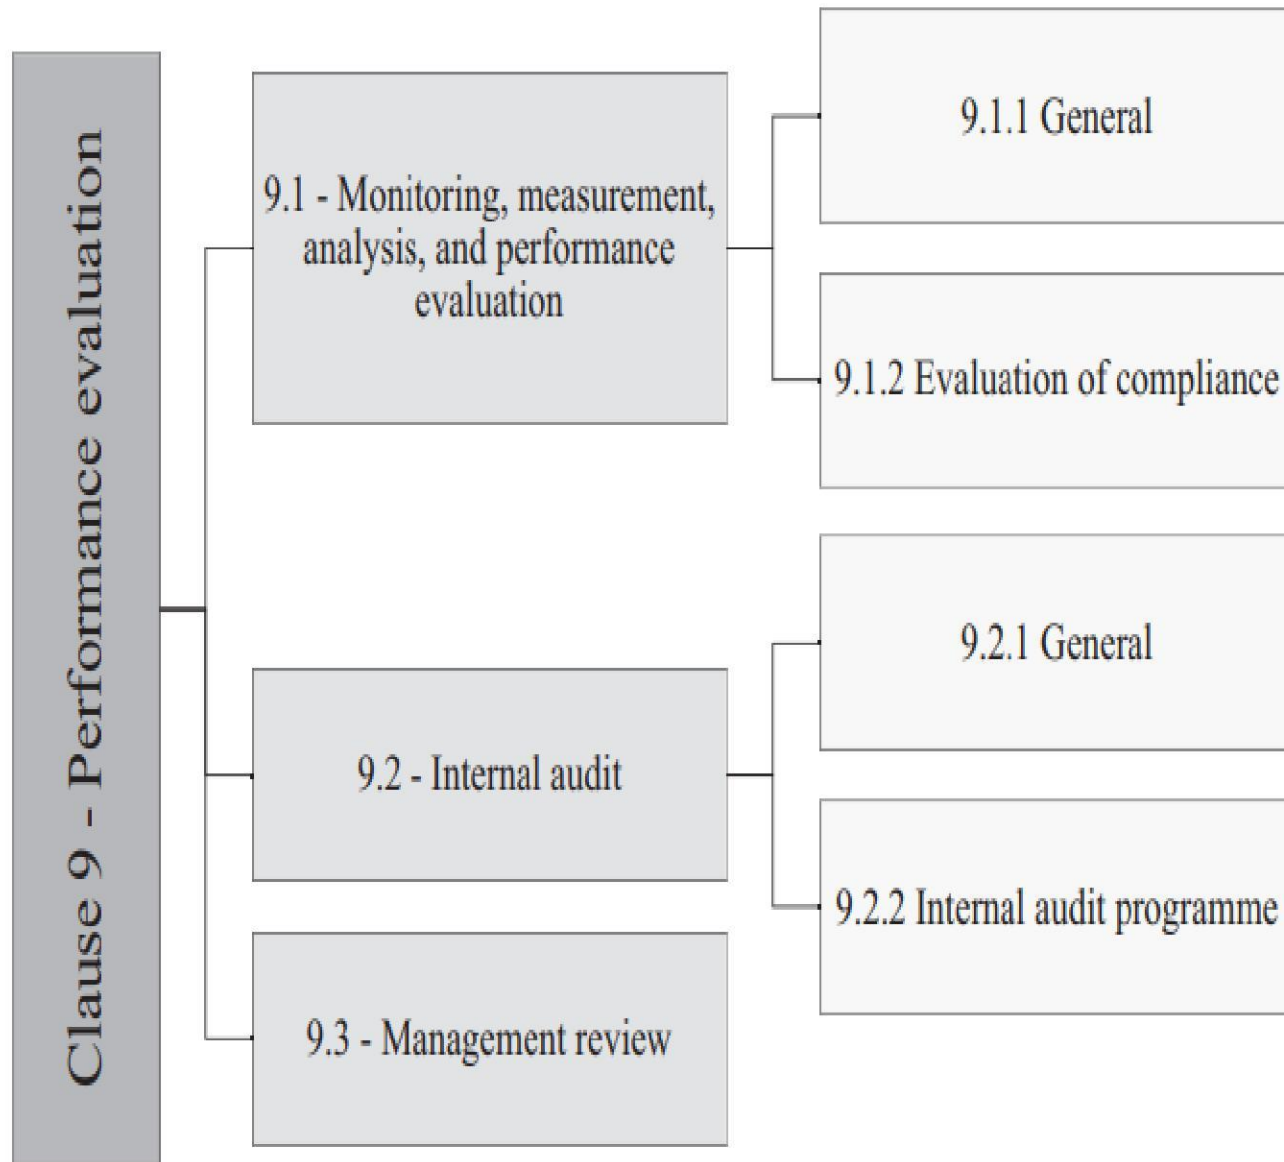 Clause 9 - Performance evaluation
9.1 - Monitoring, measurement,
analysis, and performance
evaluation
9.1.1 General
9.1.2 Evaluation of compliance
9.2 - Internal audit
9.2.1 General
9.2.2 Internal audit programme
9.3 - Management review